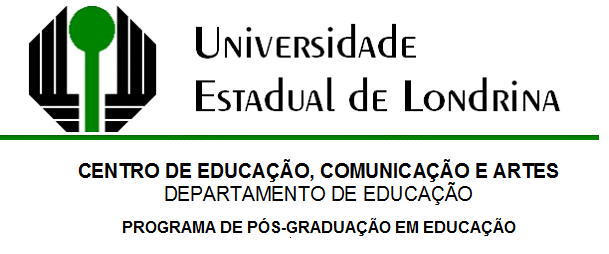 Universidade
Estadual de Londrina
CENTRO DE EDUCAÇÃO, COMUNICAÇÃO E ARTES
DEPARTAMENTO DE EDUCAÇÃO
PROGRAMA DE PÓS-GRADUAÇÃO EM EDUCAÇÃO